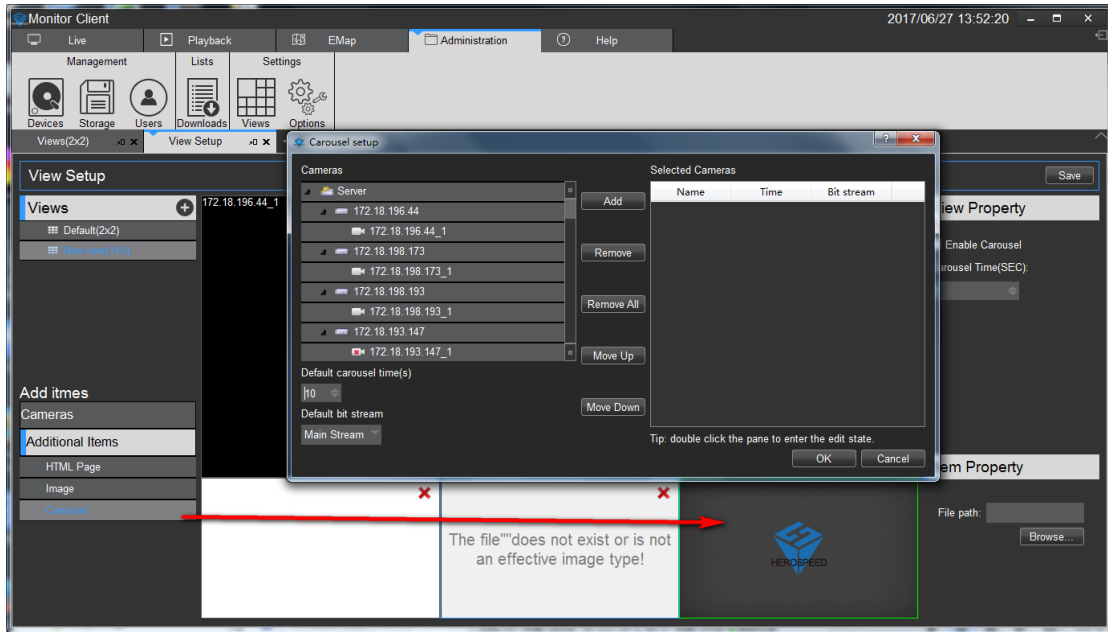 Monitor Client
2017/06/27 13:52:20
Live
Playback
EMap
Administration
Help
Management
Lists
Settings
Devices
Storage
Users
Downloads
Views
Options
Views(2x2)
View Setup
View Setup
Save
Views
Default(2x2)
172.18.196.44_1
Add itmes
Cameras
Additional Items
HTML Page
Image
Carousel
Carousel setup
Cameras
Server
172.18.196.44
172.18.196.44_1
172.18.198.173
172.18.198.173_1
172.18.198.193
172.18.198.193_1
172.18.193.147
172.18.193.147_1
Default carousel time(s)
10
Default bit stream
Main Stream
Add
Remove
Remove All
Move Up
Move Down
Selected Cameras
Name Time Bit stream
Tip: double click the pane to enter the edit state.
OK
Cancel
iew Property
Enable Carousel
arousel Time(SEC):
em Property
File path:
Browse...
The file""does not exist or is not
an effective image type!
HEROSPEED